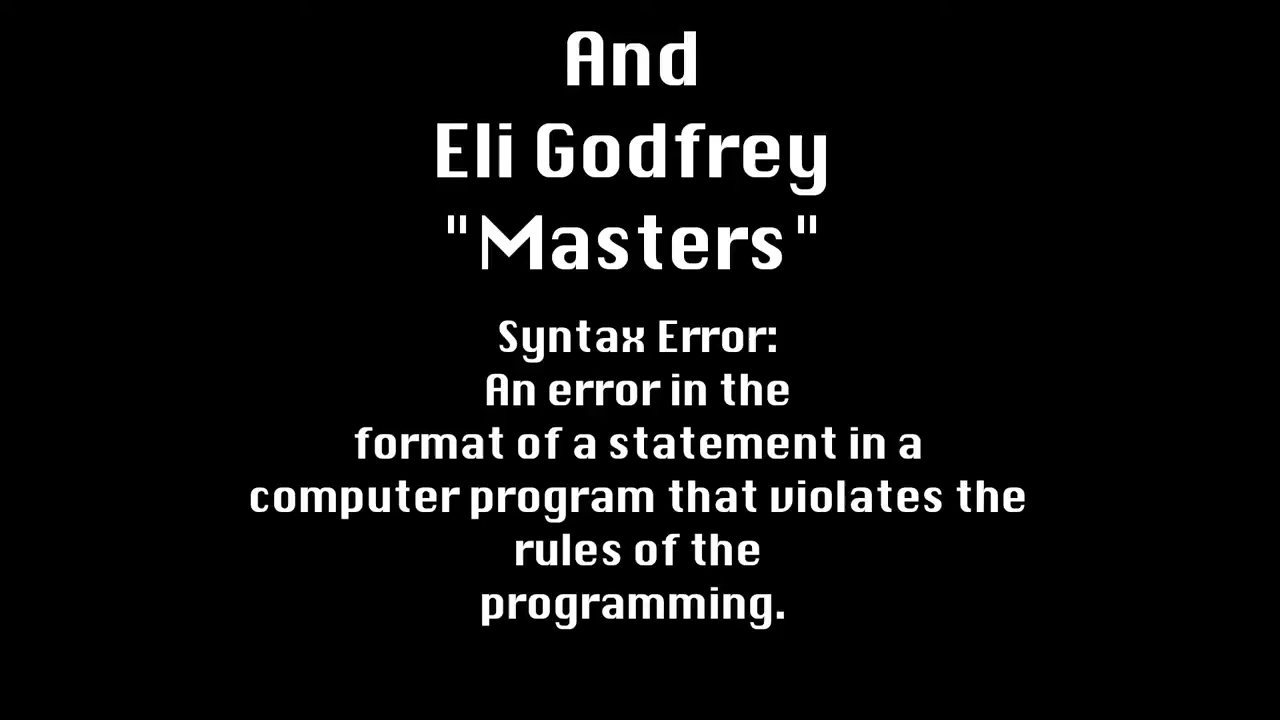 And
Eli Godfrey
"Masters"
Syntax Error:
An error in the
format of a statement in a
computer program that violates the
rules of the
programming.